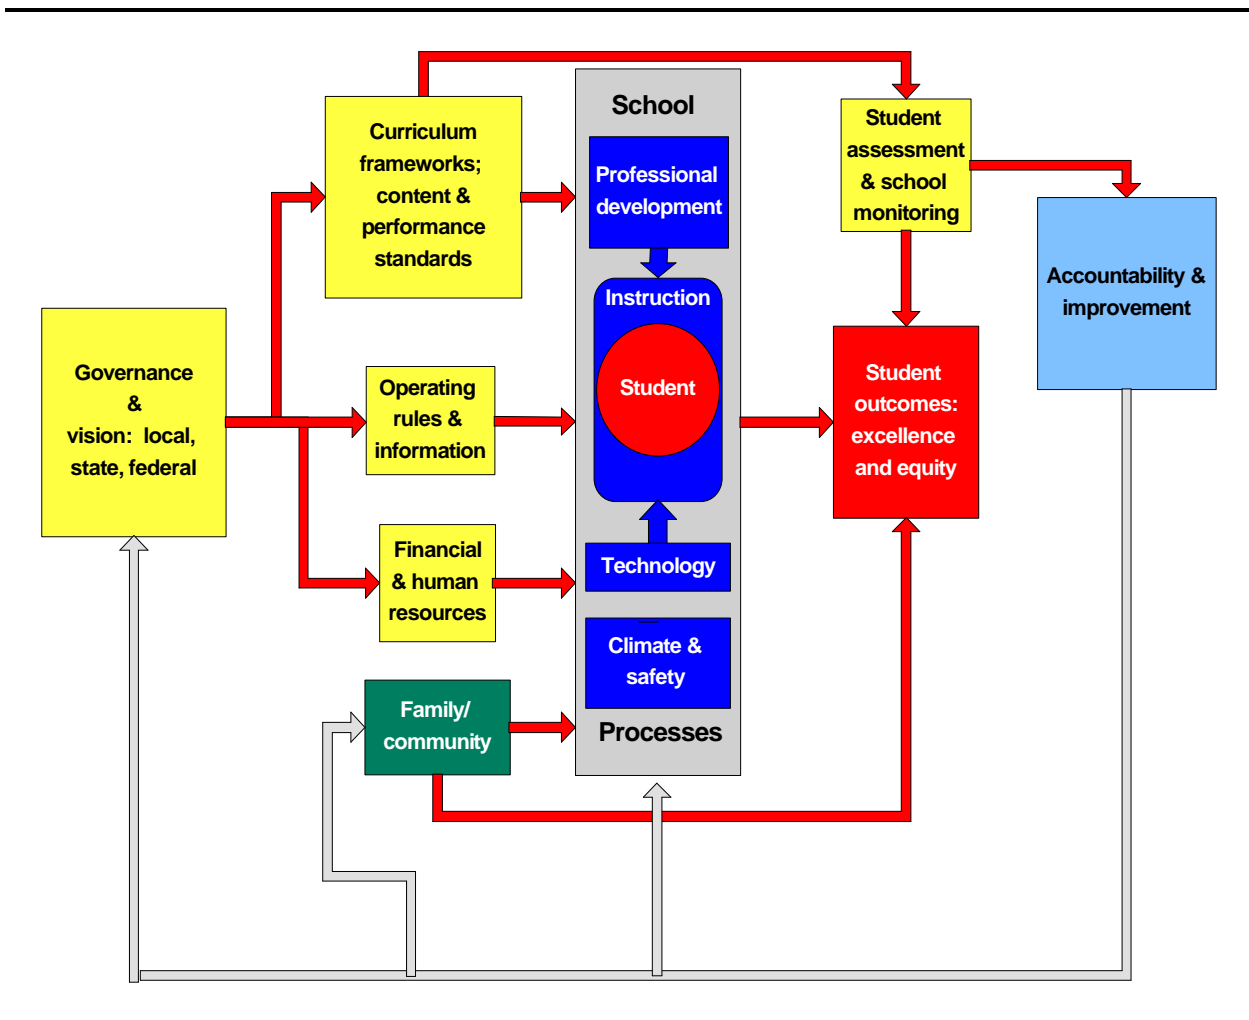 School
Curriculum
frameworks;
content &
performance
standards
Professional
development
Student
assessment
& school
monitoring
Accountability &
improvement
Instruction
Student
Governance
&
vision: local,
state, federal
Operating
rules &
information
Student
outcomes:
excellence
and equity
Financial
& human
resources
Technology
Climate &
safety
Family/
community
Processes